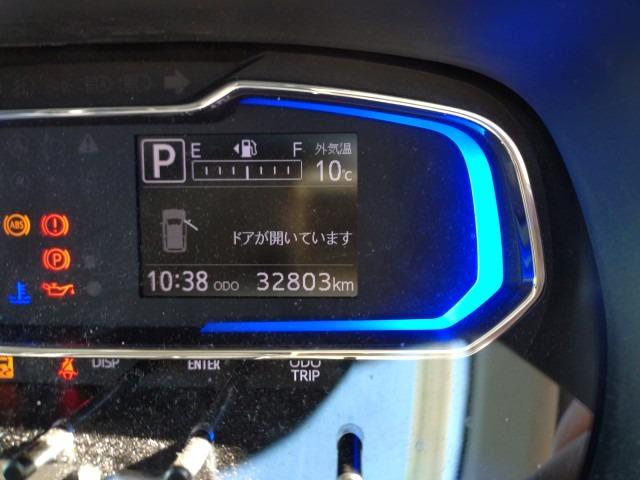 P E F 外気温
10℃
ABS
P
ドアが開いています
10:38 ODO 32803km
DISP ENTER ODO
TRIP